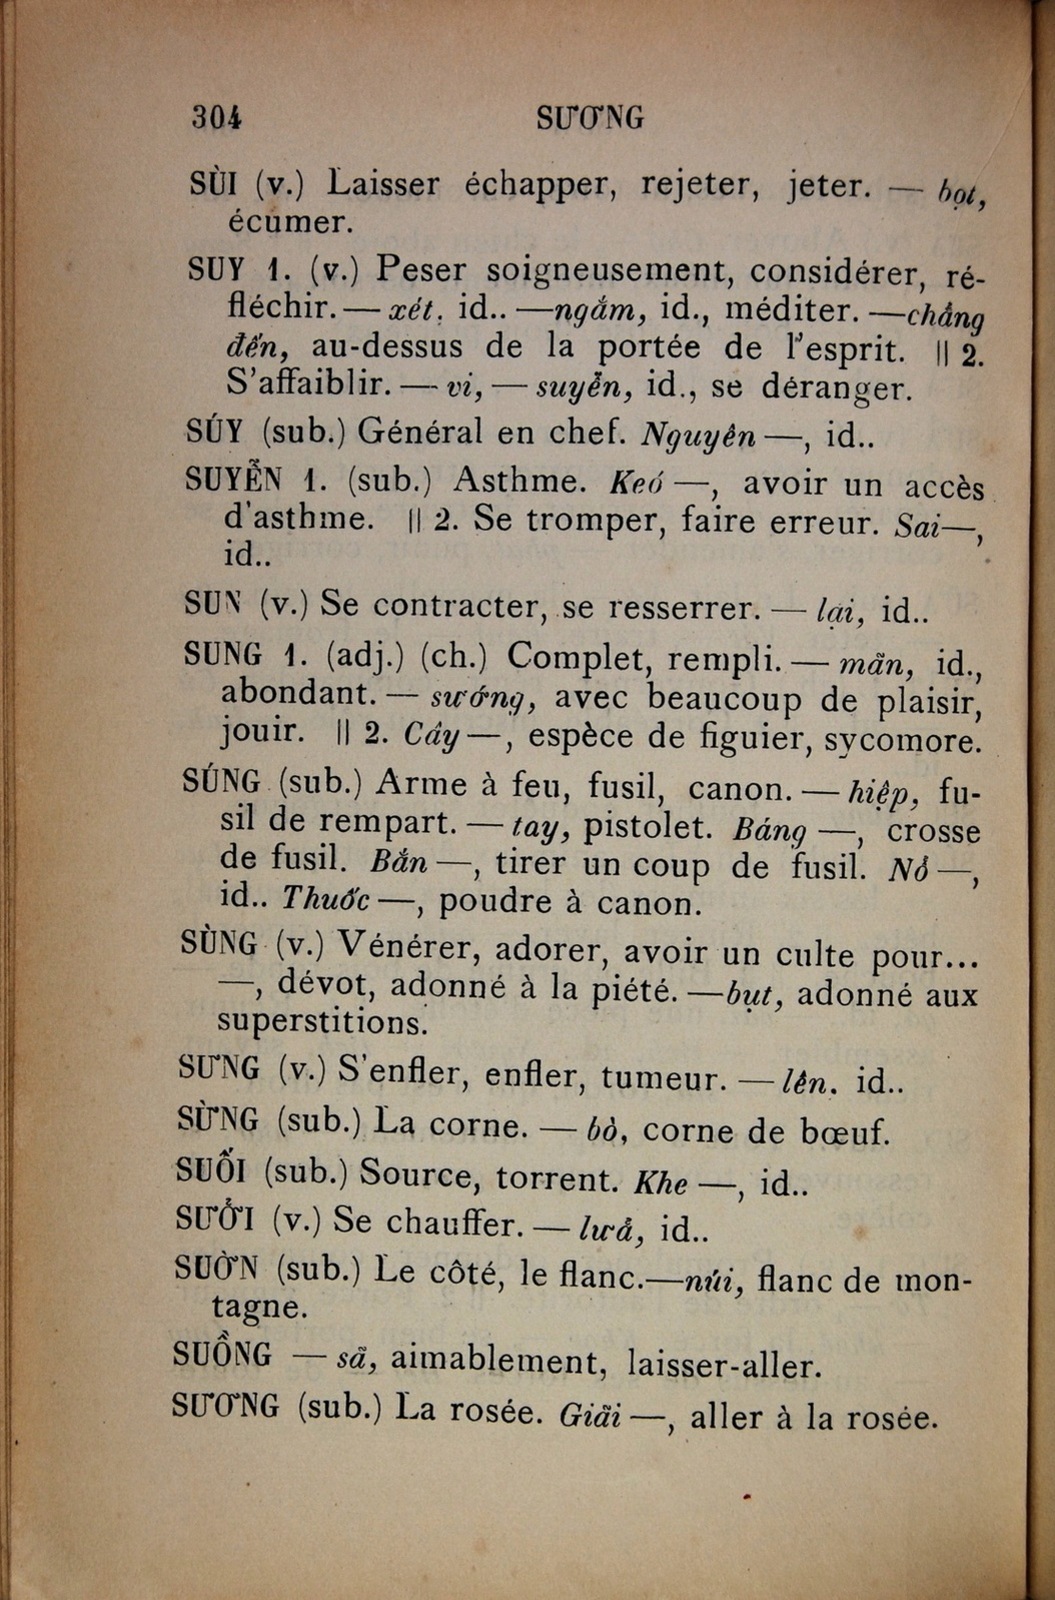 304 SƯƠNG
SÙI (v.) Laisser échapper, rejeter, jeter. — bọt,
écumer.
SUY 1. (v.) Peser soigneusement, considérer, ré-
fléchir. — xét. id.. — ngắm, id., méditer. — chẳng
đến, au-dessus de la portée de l'esprit. || 2.
S'affaiblir. — vi, — suyễn, id., se déranger.
SÚY (sub.) Général en chef. Nguyên —, id..
SUYỄN 1. (sub.) Asthme. Keó —, avoir un accès
d'asthme. || 2. Se tromper, faire erreur. Sai —,
id..
SUN (v.) Se contracter, se resserrer. — lại, id..
SUNG 1. (adj.) (ch.) Complet, rempli. — mãn, id.,
abondant. — sướng, avec beaucoup de plaisir,
jouir. || 2. Cây —, espèce de figuier, sycomore.
SÚNG (sub.) Arme à feu, fusil, canon. — hiệp, fu-
sil de rempart. — tay, pistolet. Báng —, crosse
de fusil. Bắn —, tirer un coup de fusil. Nổ —,
id.. Thuốc —, poudre à canon.
SÙNG (v.) Vénérer, adorer, avoir un culte pour...
—, dévot, adonné à la piété. — bụt, adonné aux
superstitions.
SƯNG (v.) S'enfler, enfler, tumeur. — lên. id..
SỪNG (sub.) La corne. — bò, corne de bœuf.
SUỐI (sub.) Source, torrent. Khe —, id..
SƯỞI (v.) Se chauffer. — lưả, id..
SUỜN (sub.) Le côté, le flanc. — núi, flanc de mon-
tagne.
SUỒNG — sã, aimablement, laisser-aller.
SƯƠNG (sub.) La rosée. Giãi —, aller à la rosée.